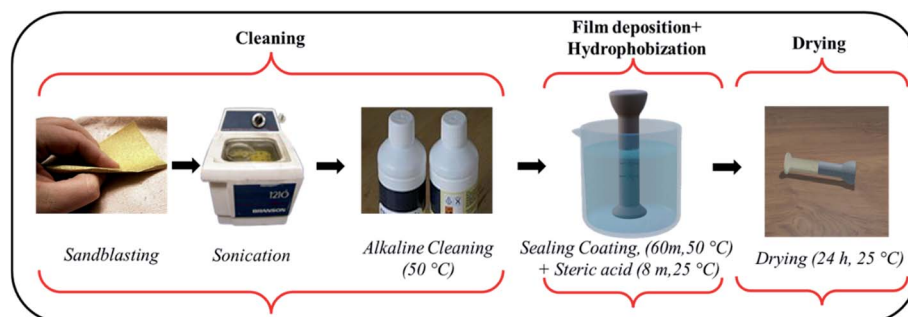 Cleaning
Film deposition+
Hydrophobization
Drying
1210
BRANSON
Sandblasting
Sonication
Alkaline Cleaning
(50 °C)
Sealing Coating, (60m,50 °C)
+ Steric acid (8 m,25 °C)
Drying (24 h, 25 °C)